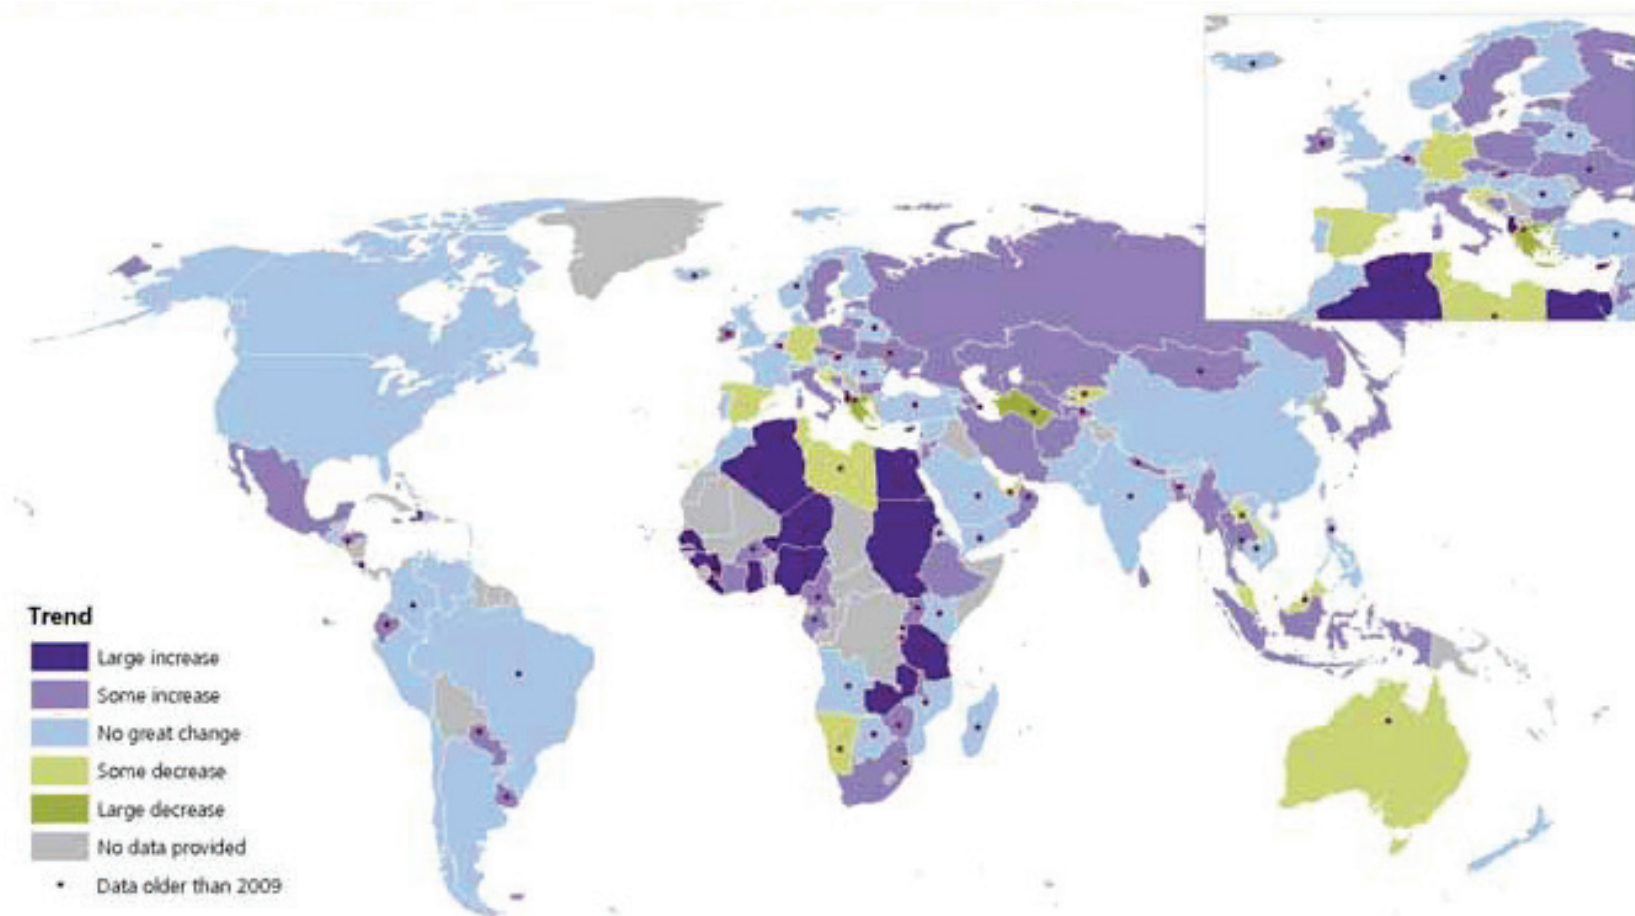 Trend
Large increase
Some increase
No great change
Some decrease
Large decrease
No data provided
Data older than 2009